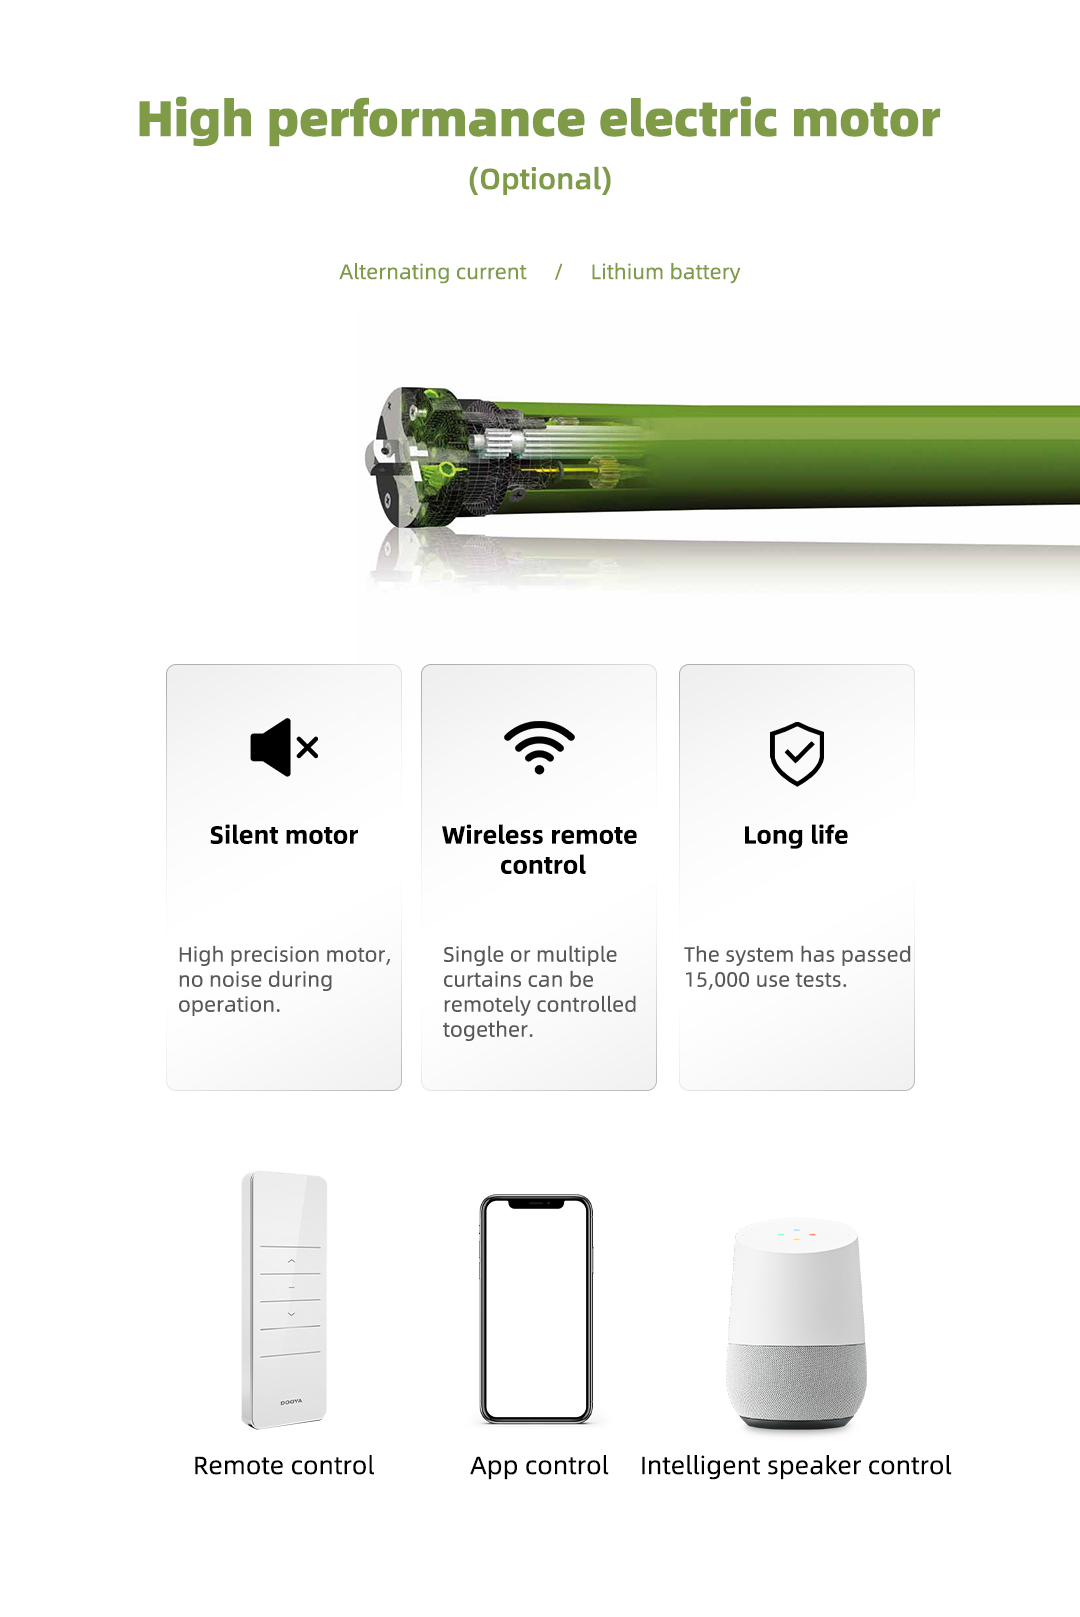 High performance electric motor
(Optional)
Alternating current / Lithium battery
Silent motor
High precision motor,
no noise during
operation.
Wireless remote
control
Single or multiple
curtains can be
remotely controlled
together.
Long life
The system has passed
15,000 use tests.
DOOYA
Remote control
App control
Intelligent speaker control